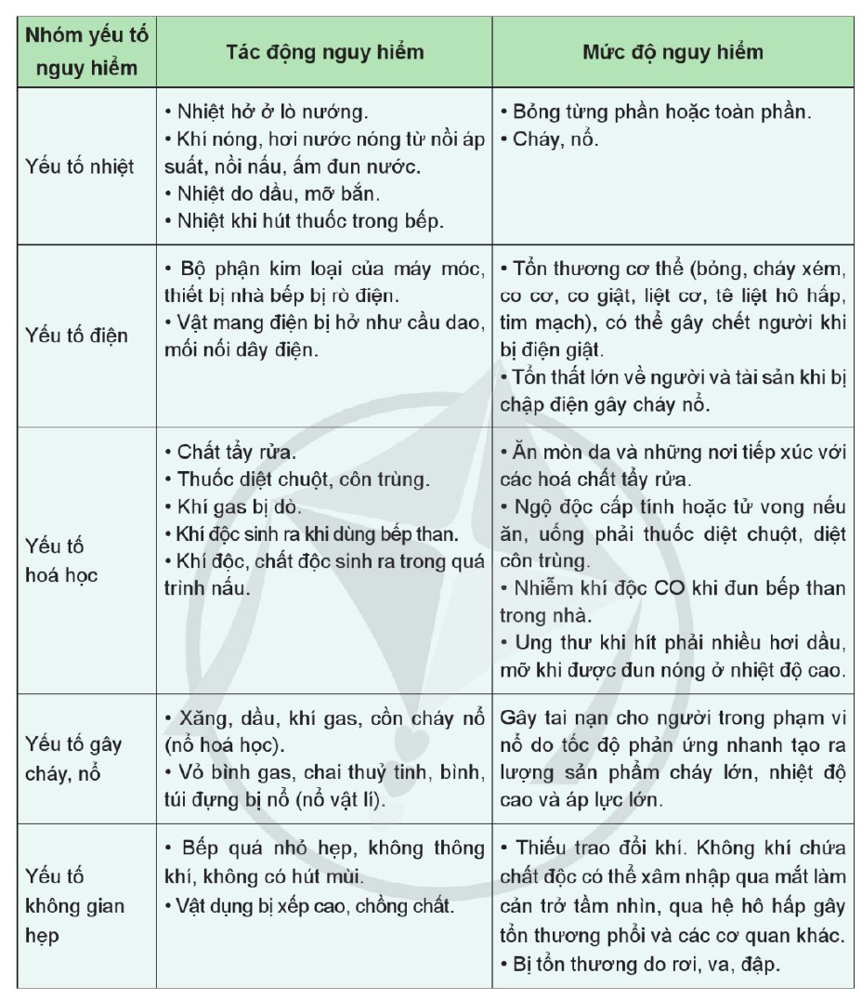 Nhóm yếu tố
nguy hiểm
Tác động nguy hiểm
Mức độ nguy hiểm
Yếu tố nhiệt
• Nhiệt hở ở lò nướng.
• Khí nóng, hơi nước nóng từ nồi áp
suất, nồi nấu, ấm đun nước.
• Nhiệt do dầu, mỡ bắn.
• Nhiệt khi hút thuốc trong bếp.
• Bỏng từng phần hoặc toàn phần.
• Cháy, nổ.
Yếu tố điện
• Bộ phận kim loại của máy móc,
thiết bị nhà bếp bị rò điện.
• Vật mang điện bị hở như cầu dao,
mối nối dây điện.
• Tổn thương cơ thể (bỏng, cháy xém,
co cơ, co giật, liệt cơ, tê liệt hô hấp,
tim mạch), có thể gây chết người khi
bị điện giật.
• Tổn thất lớn về người và tài sản khi bị
chập điện gây cháy nổ.
Yếu tố
hoá học
• Chất tẩy rửa.
• Thuốc diệt chuột, côn trùng.
• Khí gas bị dò.
• Khí độc sinh ra khi dùng bếp than.
• Khí độc, chất độc sinh ra trong quá
trình nấu.
• Ăn mòn da và những nơi tiếp xúc với
các hoá chất tẩy rửa.
• Ngộ độc cấp tính hoặc tử vong nếu
ăn, uống phải thuốc diệt chuột, diệt
côn trùng.
• Nhiễm khí độc CO khi đun bếp than
trong nhà.
• Ung thư khi hít phải nhiều hơi dầu,
mỡ khi được đun nóng ở nhiệt độ cao.
Yếu tố gây
cháy, nổ
• Xăng, dầu, khí gas, cồn cháy nổ
(nổ hoá học).
• Vỏ bình gas, chai thuỷ tinh, bình,
túi đựng bị nổ (nổ vật lí).
Gây tai nạn cho người trong phạm vi
nổ do tốc độ phản ứng nhanh tạo ra
lượng sản phẩm cháy lớn, nhiệt độ
cao và áp lực lớn.
Yếu tố
không gian
hẹp
• Bếp quá nhỏ hẹp, không thông
khí, không có hút mùi.
• Vật dụng bị xếp cao, chồng chất.
• Thiếu trao đổi khí. Không khí chứa
chất độc có thể xâm nhập qua mắt làm
cản trở tầm nhìn, qua hệ hô hấp gây
tổn thương phổi và các cơ quan khác.
• Bị tổn thương do rơi, va, đập.